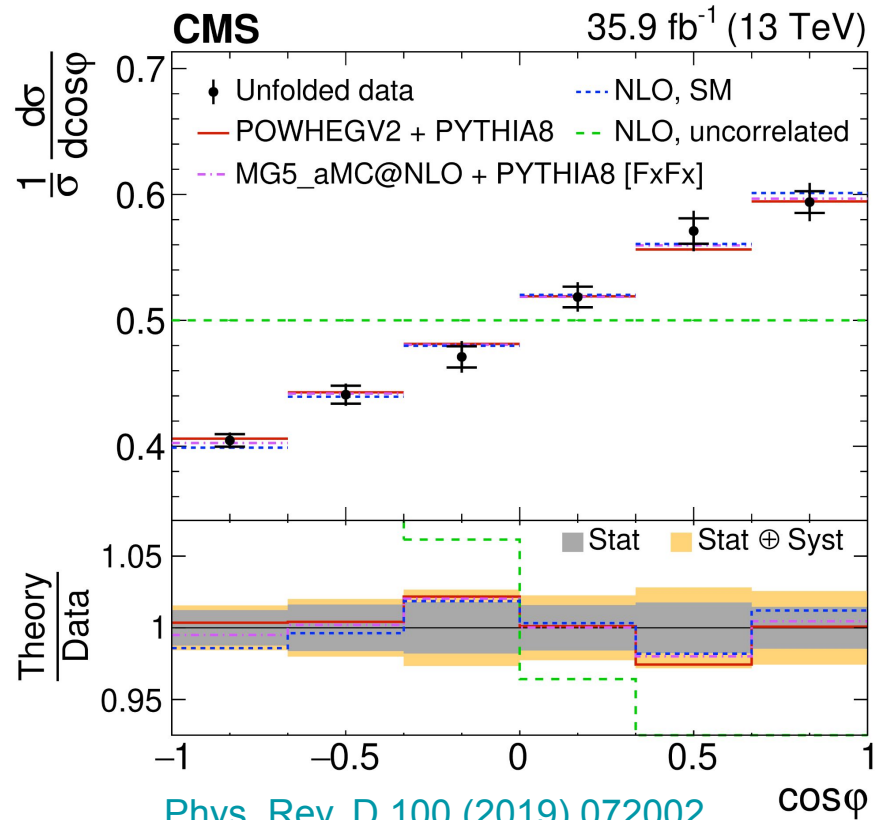 CMS 35.9 fb⁻¹ (13 TeV)
1/σ dσ/dcosφ
0.7
Unfolded data
NLO, SM
POWHEGV2 + PYTHIA8
NLO, uncorrelated
MG5_aMC@NLO + PYTHIA8 [FxFx]
0.6
0.5
0.4
Stat
Stat ⊕ Syst
Theory/Data
1.05
1
0.95
−1 −0.5 0 0.5 1
cosφ
Phys. Rev. D 100 (2019) 072002